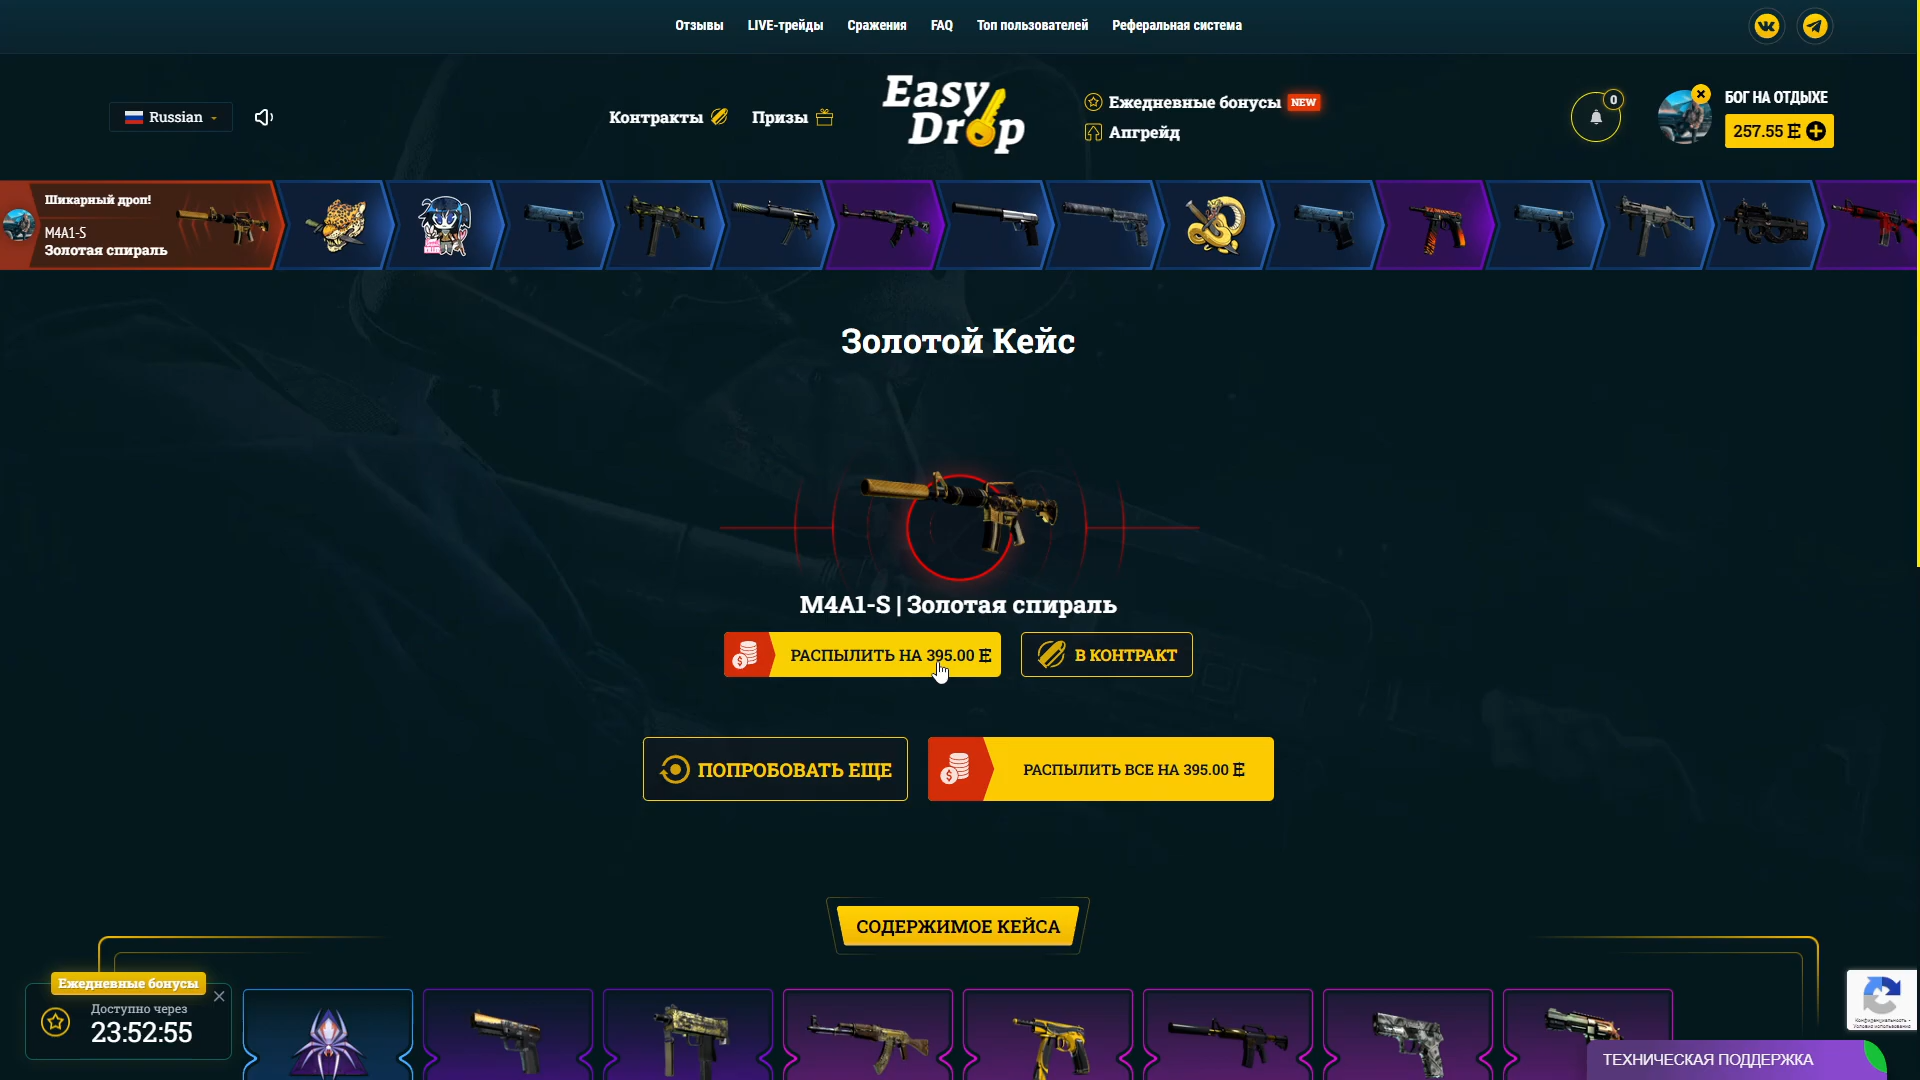 Отзывы LIVE-трейды Сражения FAQ Топ пользователей Реферальная система
Russian
Контракты
Призы
Easy Drop
Ежедневные бонусы NEW
Апгрейд
0
БОГ НА ОТДЫХЕ
257.55
Шикарный дроп!
M4A1-S
Золотая спираль
Золотой Кейс
M4A1-S | Золотая спираль
РАСПЫЛИТЬ НА 395.00
В КОНТРАКТ
ПОПРОБОВАТЬ ЕЩЕ
РАСПЫЛИТЬ ВСЕ НА 395.00
СОДЕРЖИМОЕ КЕЙСА
Ежедневные бонусы
Доступно через
23:52:55
Конфиденциальность -
Условия использования
ТЕХНИЧЕСКАЯ ПОДДЕРЖКА